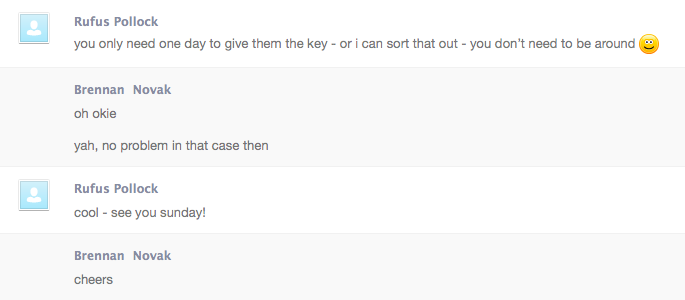 Rufus Pollock
you only need one day to give them the key - or i can sort that out - you don't need to be around
Brennan Novak
oh okie
yah, no problem in that case then
Rufus Pollock
cool - see you sunday!
Brennan Novak
cheers